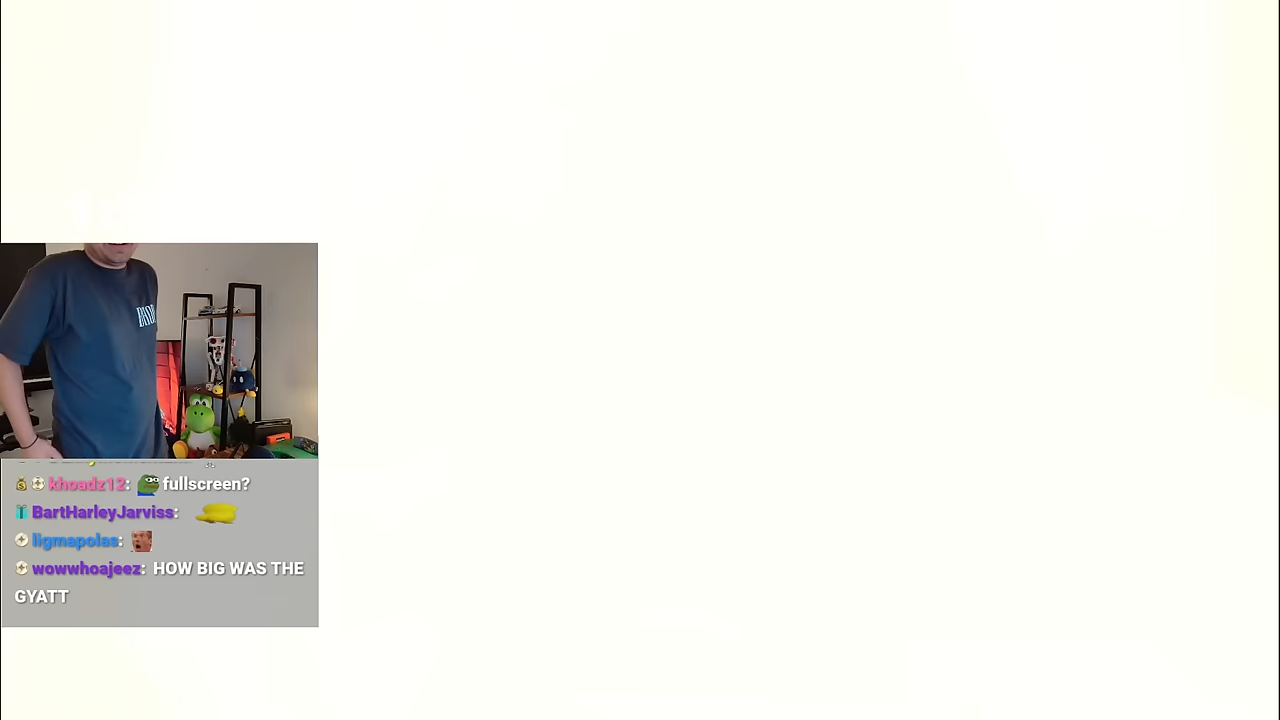 khoadz12: fullscreen?
BartHarleyJarviss:
ligmapolas:
wowwhoajeez: HOW BIG WAS THE
GYATT